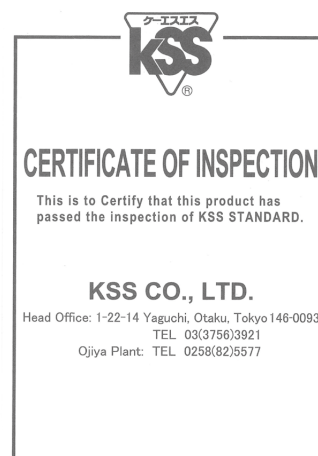 ケーエスエス
KSS
®
CERTIFICATE OF INSPECTION
This is to Certify that this product has
passed the inspection of KSS STANDARD.
KSS CO., LTD.
Head Office: 1-22-14 Yaguchi, Otaku, Tokyo 146-0093
TEL 03(3756)3921
Ojiya Plant: TEL 0258(82)5577